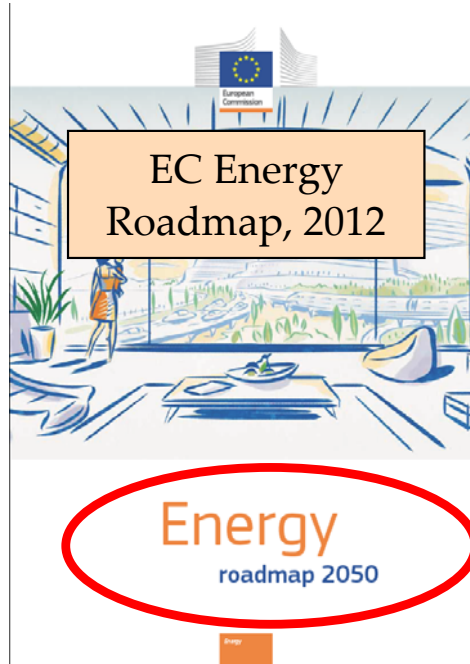 European
Commission
EC Energy
Roadmap, 2012
Energy
roadmap 2050
Energy